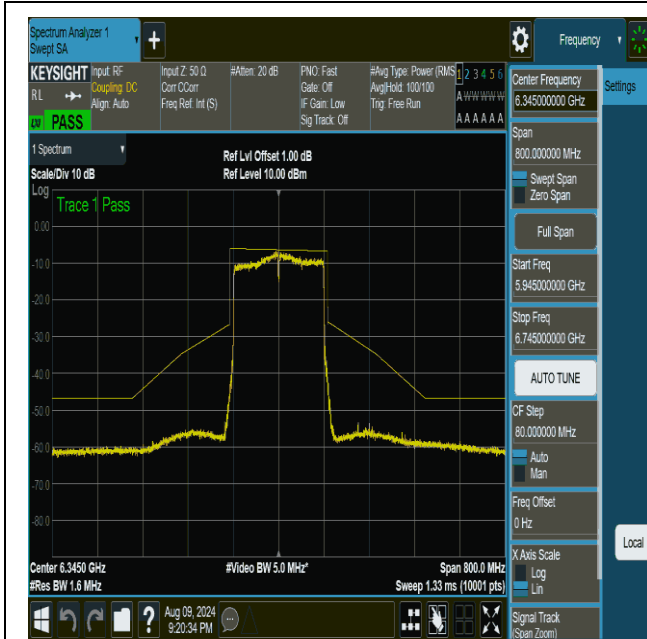 Spectrum Analyzer 1
Swept SA
Frequency
KEYSIGHT
RL
LXI PASS
Input: RF
Coupling: DC
Align: Auto
Input Z: 50 Ω
Corr CCorr
Freq Ref: Int (S)
#Atten: 20 dB
PNO: Fast
Gate: Off
IF Gain: Low
Sig Track: Off
#Avg Type: Power (RMS
Avg|Hold: 100/100
Trig: Free Run
1 2 3 4 5 6
A W W W W W
A A A A A A
1 Spectrum
Scale/Div 10 dB
Ref Lvl Offset 1.00 dB
Ref Level 10.00 dBm
Log
Trace 1 Pass
0.00
-10.0
-20.0
-30.0
-40.0
-50.0
-60.0
-70.0
-80.0
Center 6.3450 GHz
#Res BW 1.6 MHz
#Video BW 5.0 MHz*
Span 800.0 MHz
Sweep 1.33 ms (10001 pts)
Center Frequency
6.345000000 GHz
Settings
Span
800.000000 MHz
Swept Span
Zero Span
Full Span
Start Freq
5.945000000 GHz
Stop Freq
6.745000000 GHz
AUTO TUNE
CF Step
80.000000 MHz
Auto
Man
Freq Offset
0 Hz
X Axis Scale
Log
Lin
Local
Signal Track
(Span Zoom)
?
Aug 09, 2024
9:20:34 PM